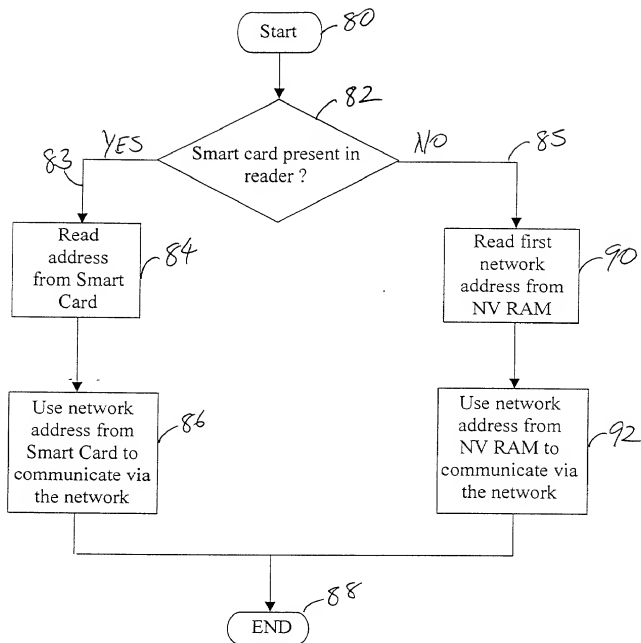 Start
80
82
Smart card present in
reader ?
YES
83
NO
85
Read
address
from Smart
Card
84
Read first
network
address from
NV RAM
90
Use network
address from
Smart Card to
communicate via
the network
86
Use network
address from
NV RAM to
communicate via
the network
92
END
88